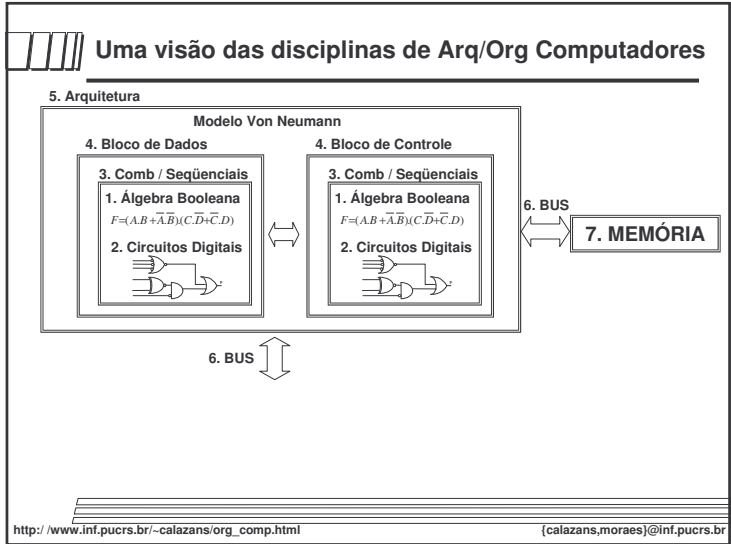 Uma visão das disciplinas de Arq/Org Computadores
5. Arquitetura
Modelo Von Neumann
4. Bloco de Dados
3. Comb / Seqüenciais
1. Álgebra Booleana
F=(A.B+A̅.B̅).(C.D̅+C̅.D)
2. Circuitos Digitais
F
4. Bloco de Controle
3. Comb / Seqüenciais
1. Álgebra Booleana
F=(A.B+A̅.B̅).(C.D̅+C̅.D)
2. Circuitos Digitais
F
6. BUS
7. MEMÓRIA
6. BUS
http://www.inf.pucrs.br/~calazans/org_comp.html
{calazans,moraes}@inf.pucrs.br